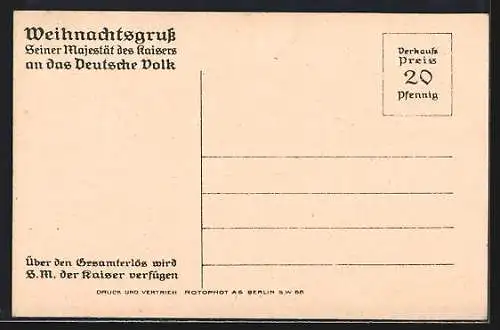 Weihnachtsgruß
Seiner Majestät des Kaisers
an das Deutsche Volk
Verkaufs
Preis
20
Pfennig
Über den Gesamterlös wird
S.M. der Kaiser verfügen
DRUCK UND VERTRIEB ROTOPHOT AG BERLIN S.W. 68